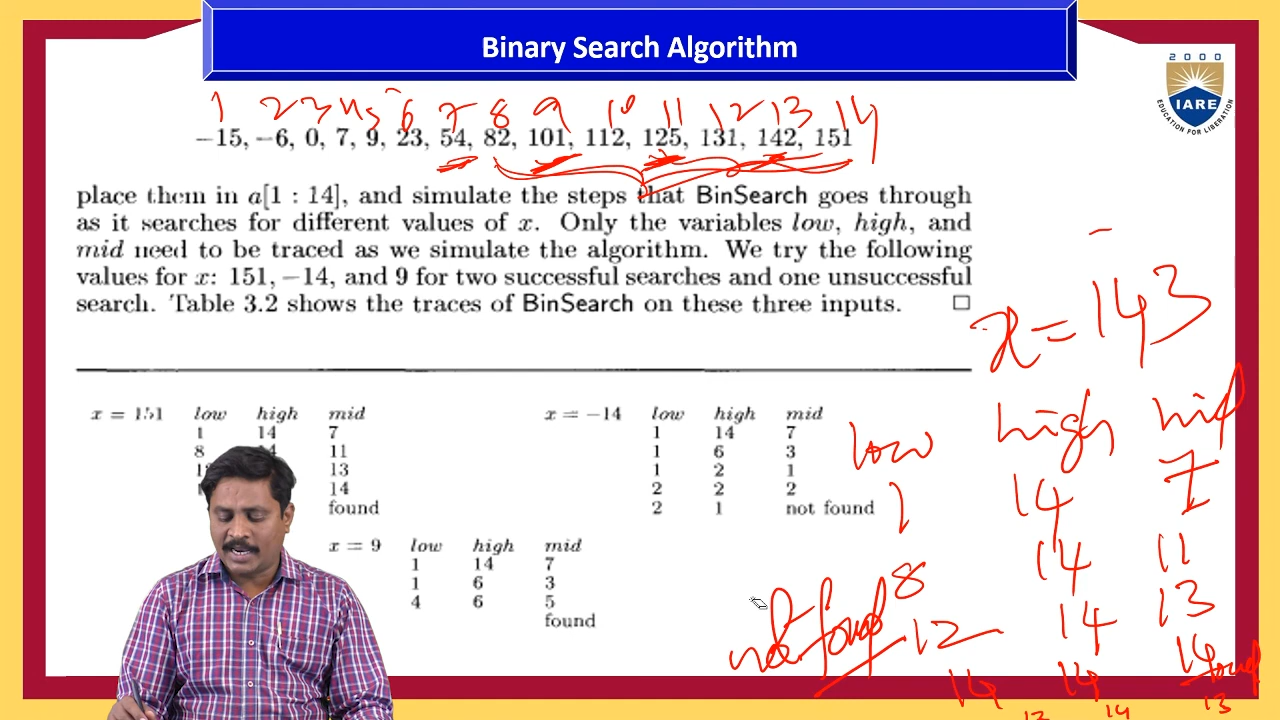 Binary Search Algorithm
2000
IARE
EDUCATION FOR LIBERATION
1 2 3 4 5 6 7 8 9 10 11 12 13 14
−15, −6, 0, 7, 9, 23, 54, 82, 101, 112, 125, 131, 142, 151
place them in a[1 : 14], and simulate the steps that BinSearch goes through
as it searches for different values of x. Only the variables low, high, and
mid need to be traced as we simulate the algorithm. We try the following
values for x: 151, −14, and 9 for two successful searches and one unsuccessful
search. Table 3.2 shows the traces of BinSearch on these three inputs. □
x = 151 low high mid
1 14 7
8 14 11
13
14
found
x = −14 low high mid
1 14 7
1 6 3
1 2 1
2 2 2
2 1 not found
x = 9 low high mid
1 14 7
1 6 3
4 6 5
found
x = 143
low high mid
1 14 7
8 14 11
12 14 13
14 14 14
not found
14 13